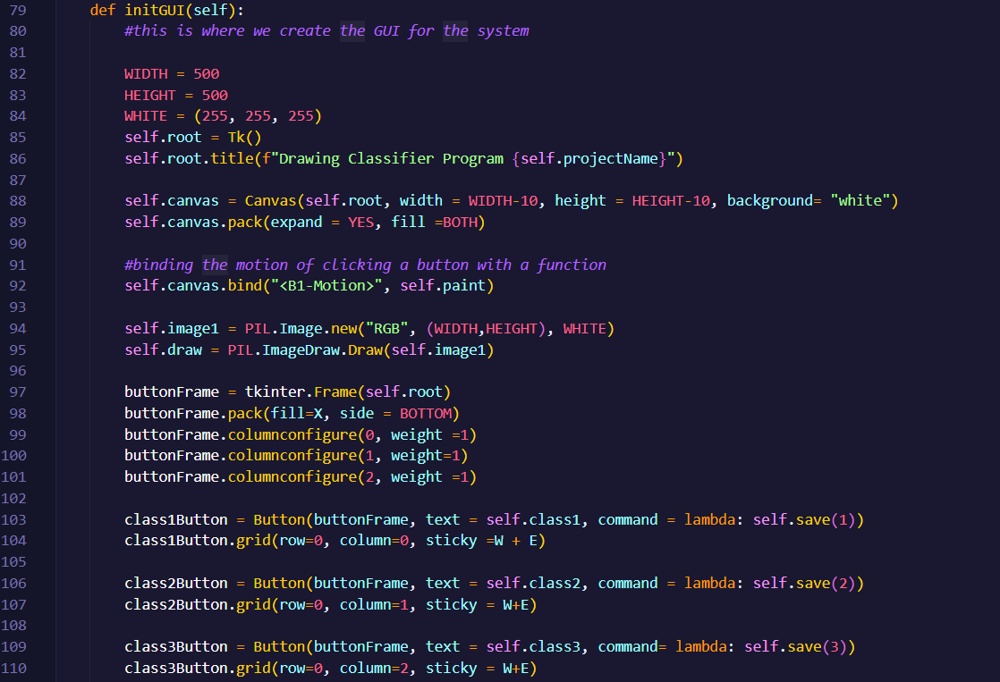 79 def initGUI(self):
80 #this is where we create the GUI for the system
81
82 WIDTH = 500
83 HEIGHT = 500
84 WHITE = (255, 255, 255)
85 self.root = Tk()
86 self.root.title(f"Drawing Classifier Program {self.projectName}")
87
88 self.canvas = Canvas(self.root, width = WIDTH-10, height = HEIGHT-10, background= "white")
89 self.canvas.pack(expand = YES, fill =BOTH)
90
91 #binding the motion of clicking a button with a function
92 self.canvas.bind("<B1-Motion>", self.paint)
93
94 self.image1 = PIL.Image.new("RGB", (WIDTH,HEIGHT), WHITE)
95 self.draw = PIL.ImageDraw.Draw(self.image1)
96
97 buttonFrame = tkinter.Frame(self.root)
98 buttonFrame.pack(fill=X, side = BOTTOM)
99 buttonFrame.columnconfigure(0, weight =1)
100 buttonFrame.columnconfigure(1, weight=1)
101 buttonFrame.columnconfigure(2, weight =1)
102
103 class1Button = Button(buttonFrame, text = self.class1, command = lambda: self.save(1))
104 class1Button.grid(row=0, column=0, sticky =W + E)
105
106 class2Button = Button(buttonFrame, text = self.class2, command = lambda: self.save(2))
107 class2Button.grid(row=0, column=1, sticky = W+E)
108
109 class3Button = Button(buttonFrame, text = self.class3, command= lambda: self.save(3))
110 class3Button.grid(row=0, column=2, sticky = W+E)